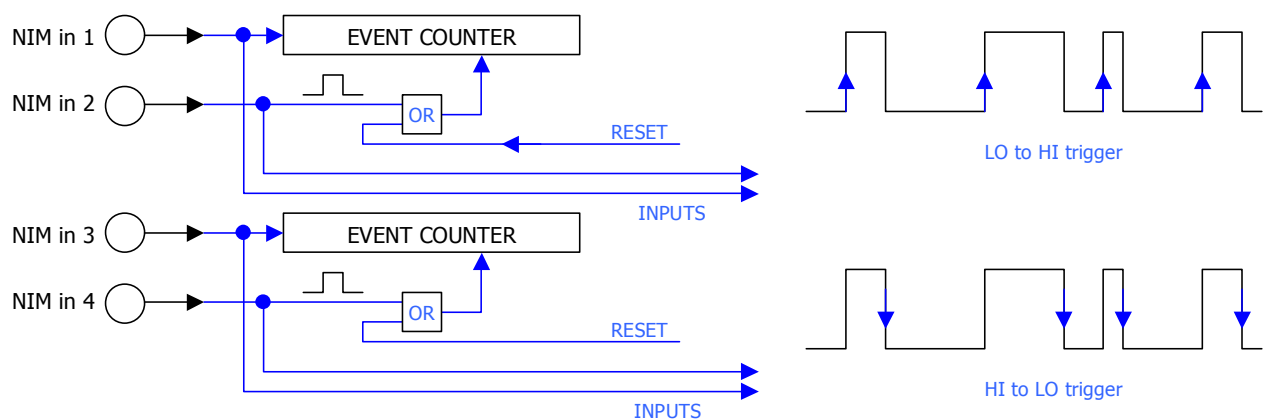 NIM in 1
EVENT COUNTER
NIM in 2
OR
RESET
LO to HI trigger
INPUTS
NIM in 3
EVENT COUNTER
NIM in 4
OR
RESET
HI to LO trigger
INPUTS